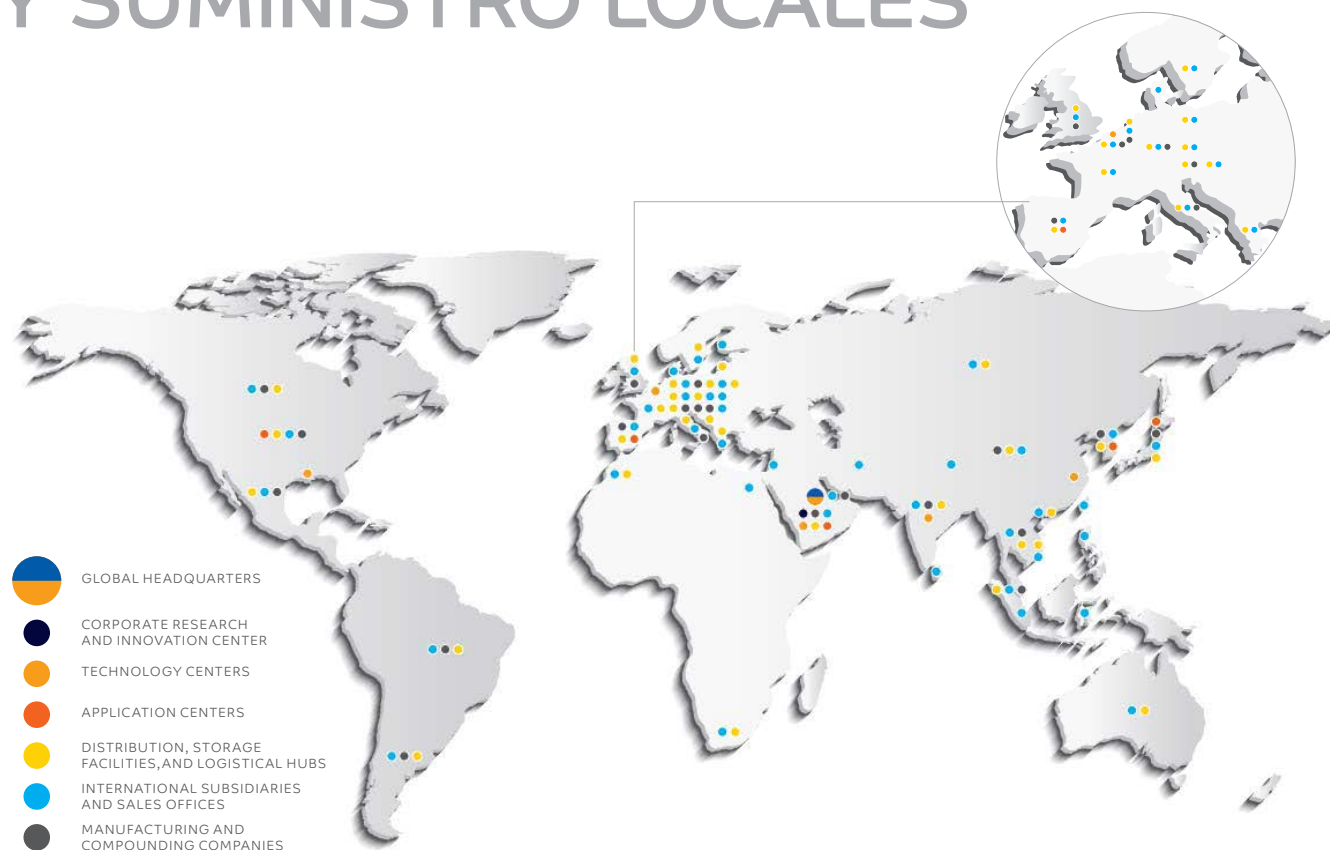 Y SUMINISTRO LOCALES
GLOBAL HEADQUARTERS
CORPORATE RESEARCH
AND INNOVATION CENTER
TECHNOLOGY CENTERS
APPLICATION CENTERS
DISTRIBUTION, STORAGE
FACILITIES,AND LOGISTICAL HUBS
INTERNATIONAL SUBSIDIARIES
AND SALES OFFICES
MANUFACTURING AND
COMPOUNDING COMPANIES